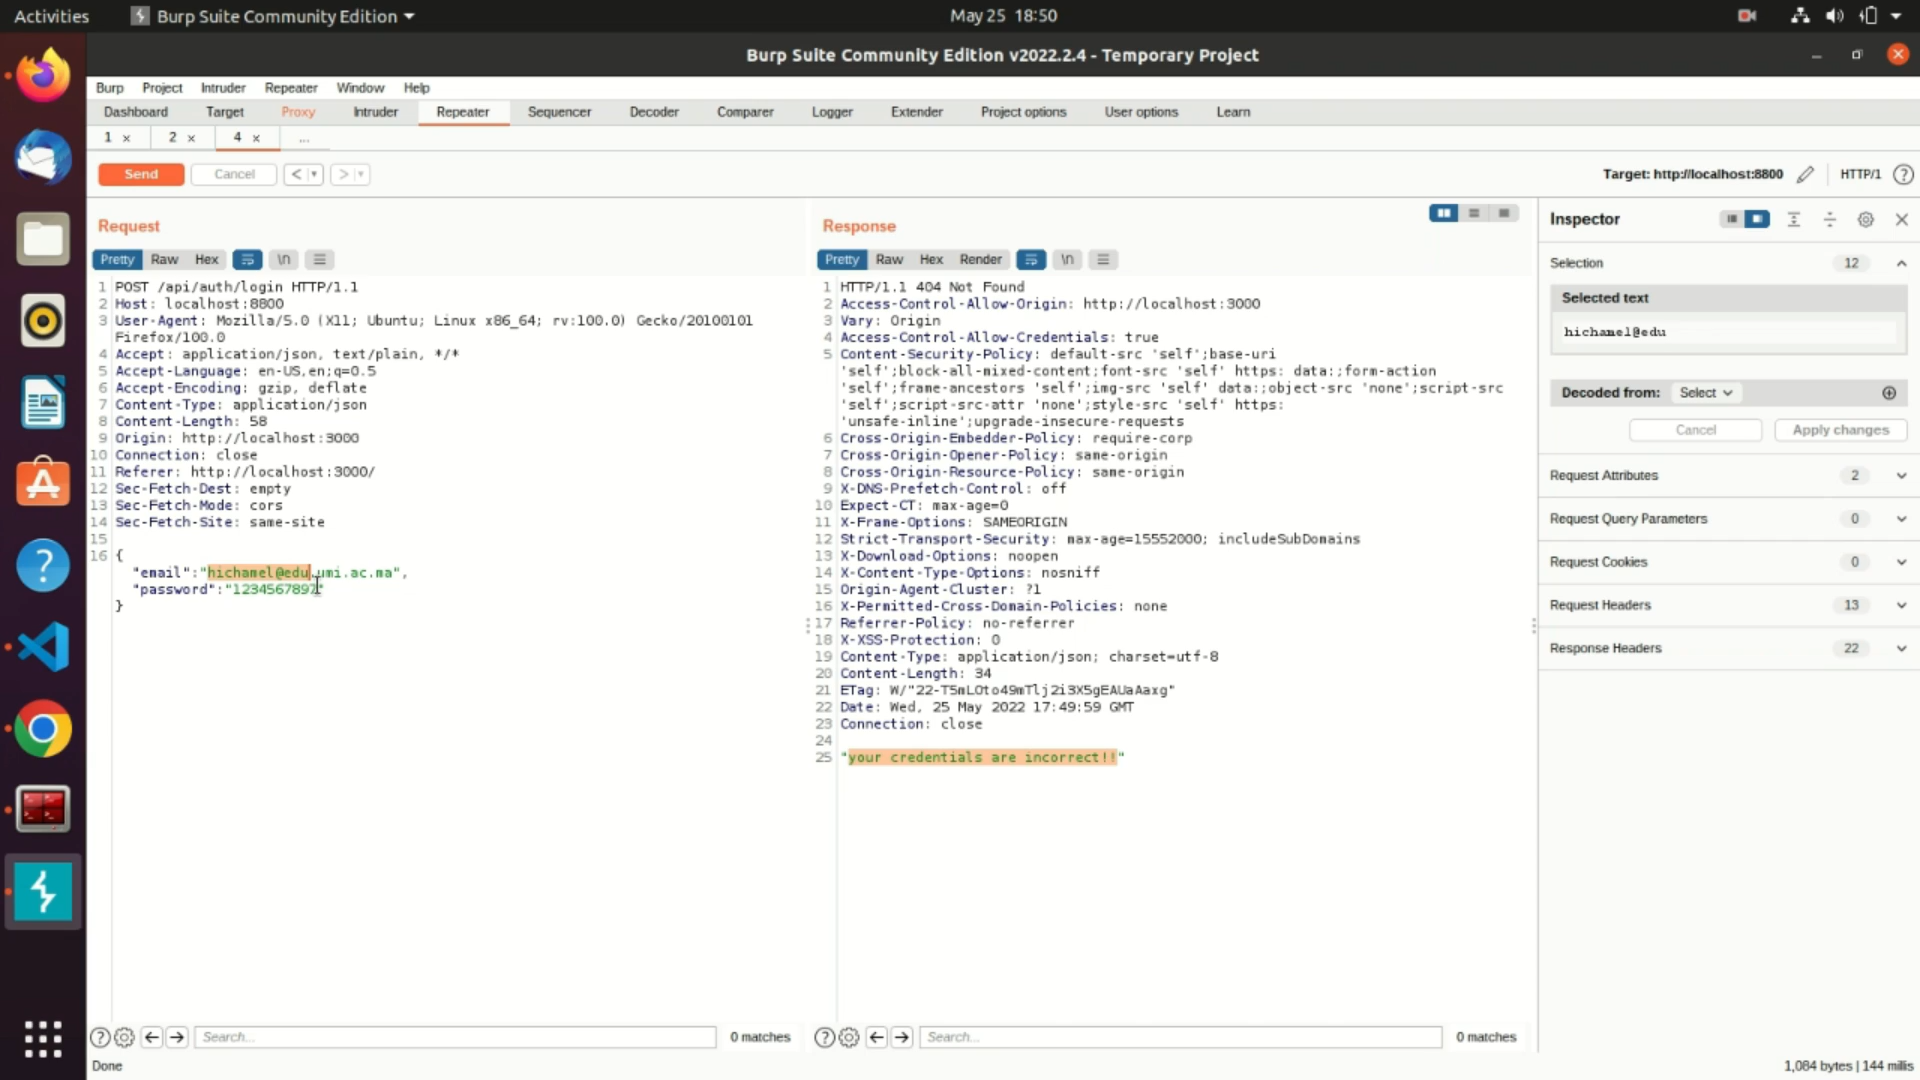 Activities Burp Suite Community Edition May 25 18:50
Burp Suite Community Edition v2022.2.4 - Temporary Project
Burp Project Intruder Repeater Window Help
Dashboard Target Proxy Intruder Repeater Sequencer Decoder Comparer Logger Extender Project options User options Learn
1 × 2 × 4 × ...
Send Cancel < > Target: http://localhost:8800 HTTP/1 ?
Request
Pretty Raw Hex \n
1 POST /api/auth/login HTTP/1.1
2 Host: localhost:8800
3 User-Agent: Mozilla/5.0 (X11; Ubuntu; Linux x86_64; rv:100.0) Gecko/20100101
Firefox/100.0
4 Accept: application/json, text/plain, */*
5 Accept-Language: en-US,en;q=0.5
6 Accept-Encoding: gzip, deflate
7 Content-Type: application/json
8 Content-Length: 58
9 Origin: http://localhost:3000
10 Connection: close
11 Referer: http://localhost:3000/
12 Sec-Fetch-Dest: empty
13 Sec-Fetch-Mode: cors
14 Sec-Fetch-Site: same-site
15
16 {
"email":"hichamel@edu.umi.ac.ma",
"password":"1234567897"
}
Search... 0 matches
Response
Pretty Raw Hex Render \n
1 HTTP/1.1 404 Not Found
2 Access-Control-Allow-Origin: http://localhost:3000
3 Vary: Origin
4 Access-Control-Allow-Credentials: true
5 Content-Security-Policy: default-src 'self';base-uri
'self';block-all-mixed-content;font-src 'self' https: data:;form-action
'self';frame-ancestors 'self';img-src 'self' data:;object-src 'none';script-src
'self';script-src-attr 'none';style-src 'self' https:
'unsafe-inline';upgrade-insecure-requests
6 Cross-Origin-Embedder-Policy: require-corp
7 Cross-Origin-Opener-Policy: same-origin
8 Cross-Origin-Resource-Policy: same-origin
9 X-DNS-Prefetch-Control: off
10 Expect-CT: max-age=0
11 X-Frame-Options: SAMEORIGIN
12 Strict-Transport-Security: max-age=15552000; includeSubDomains
13 X-Download-Options: noopen
14 X-Content-Type-Options: nosniff
15 Origin-Agent-Cluster: ?1
16 X-Permitted-Cross-Domain-Policies: none
17 Referrer-Policy: no-referrer
18 X-XSS-Protection: 0
19 Content-Type: application/json; charset=utf-8
20 Content-Length: 34
21 ETag: W/"22-T5mLOto49mTlj2i3X5gEAUaAaxg"
22 Date: Wed, 25 May 2022 17:49:59 GMT
23 Connection: close
24
25 "your credentials are incorrect!!"
Search... 0 matches
Inspector
Selection 12
Selected text
hichamel@edu
Decoded from: Select
Cancel Apply changes
Request Attributes 2
Request Query Parameters 0
Request Cookies 0
Request Headers 13
Response Headers 22
Done 1,084 bytes | 144 millis